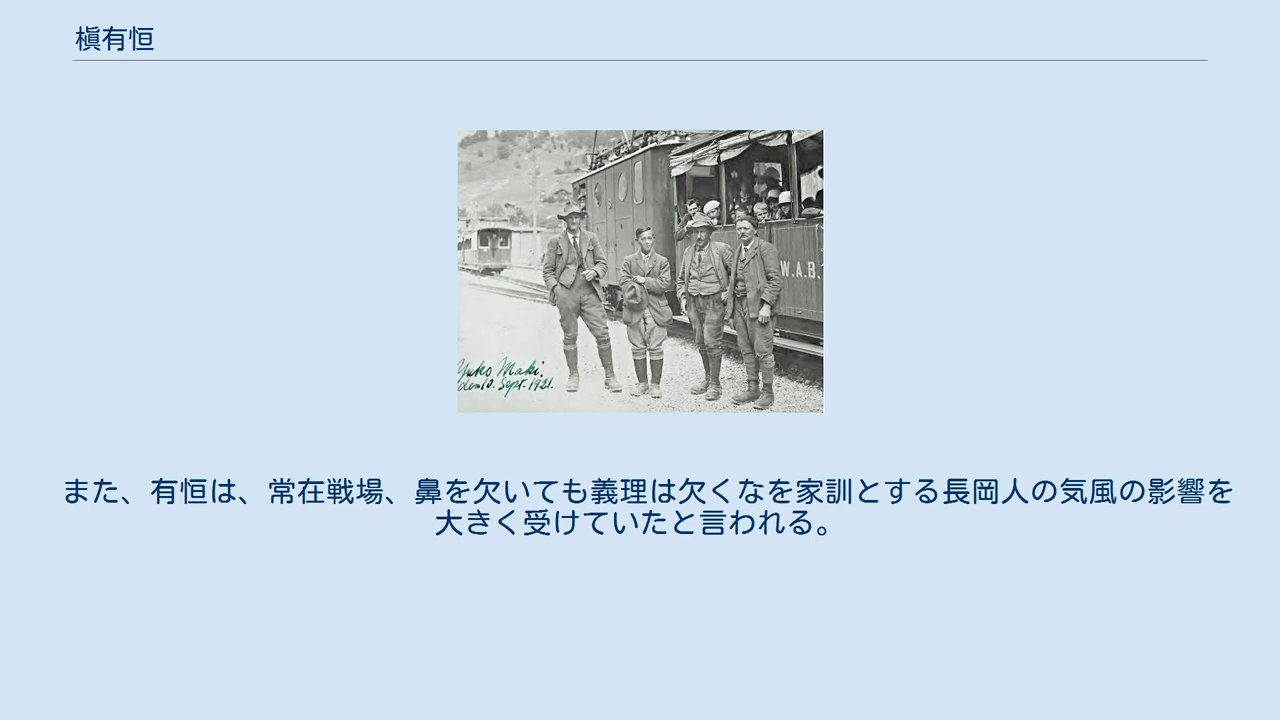 槇有恒
W.A.B.
Yuko Maki.
den 10. Sept. 1921.
また、有恒は、常在戦場、鼻を欠いても義理は欠くなを家訓とする長岡人の気風の影響を
大きく受けていたと言われる。